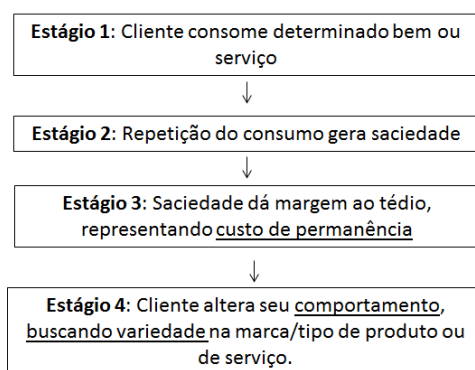 Estágio 1: Cliente consome determinado bem ou
serviço
Estágio 2: Repetição do consumo gera saciedade
Estágio 3: Saciedade dá margem ao tédio,
representando custo de permanência
Estágio 4: Cliente altera seu comportamento,
buscando variedade na marca/tipo de produto ou
de serviço.